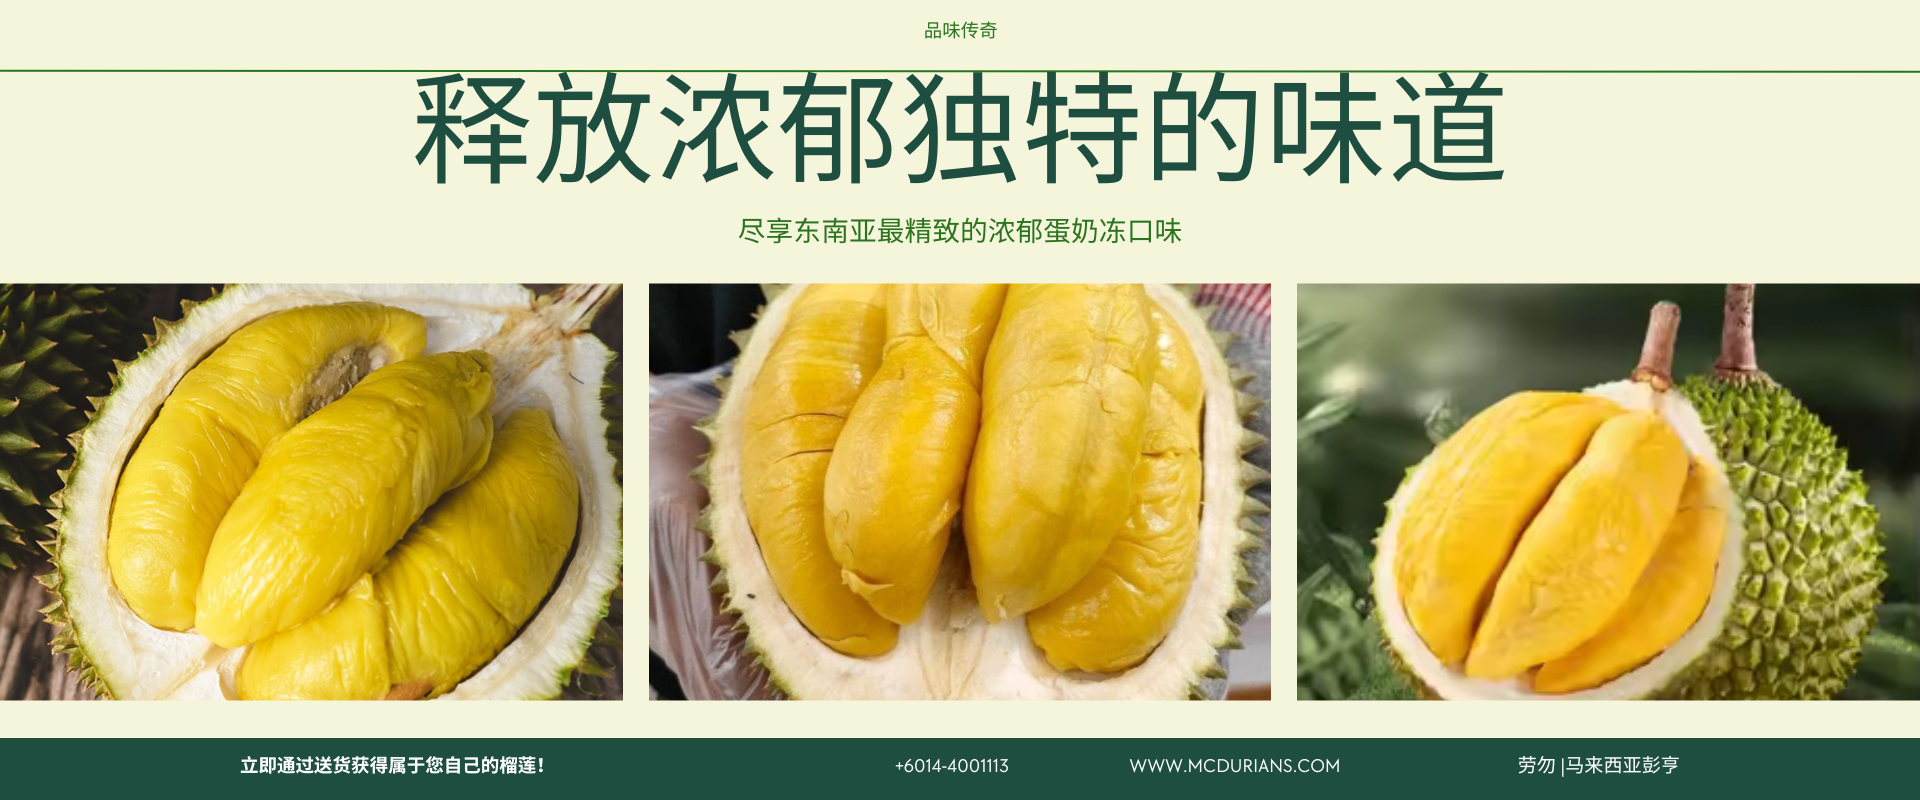 品味传奇
释放浓郁独特的味道
尽享东南亚最精致的浓郁蛋奶冻口味
立即通过送货获得属于您自己的榴莲！
+6014-4001113
WWW.MCDURIANS.COM
劳勿 |马来西亚彭亨